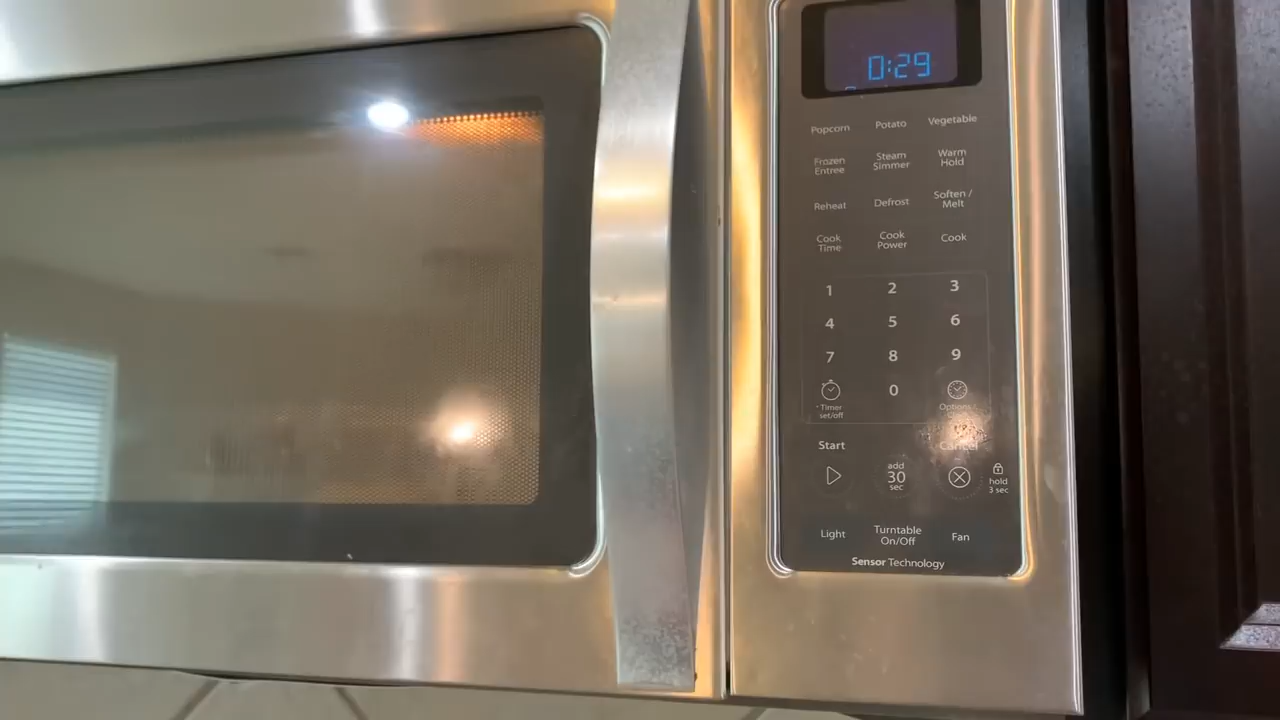 0:29
Popcorn Potato Vegetable
Frozen Entree
Steam Simmer
Warm Hold
Reheat Defrost
Soften / Melt
Cook Time
Cook Power
Cook
1 2 3
4 5 6
7 8 9
0
Timer set/off
Options
Start
Cancel
add 30 sec
hold 3 sec
Light
Turntable On/Off
Fan
Sensor Technology